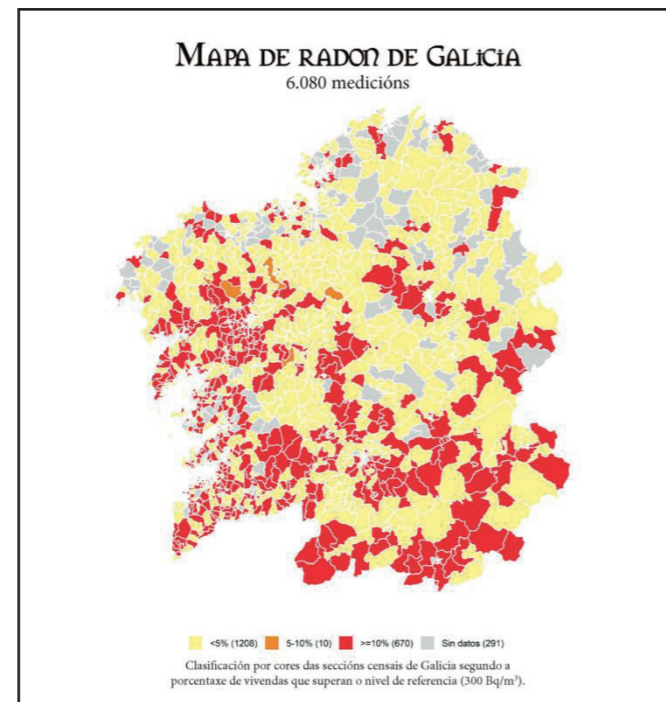 MAPA DE RADON DE GALICIA
6.080 medicións
<5% (1208) 5-10% (10) >=10% (670) Sin datos (291)
Clasificación por cores das seccións censais de Galicia segundo a
porcentaxe de vivendas que superan o nivel de referencia (300 Bq/m³).